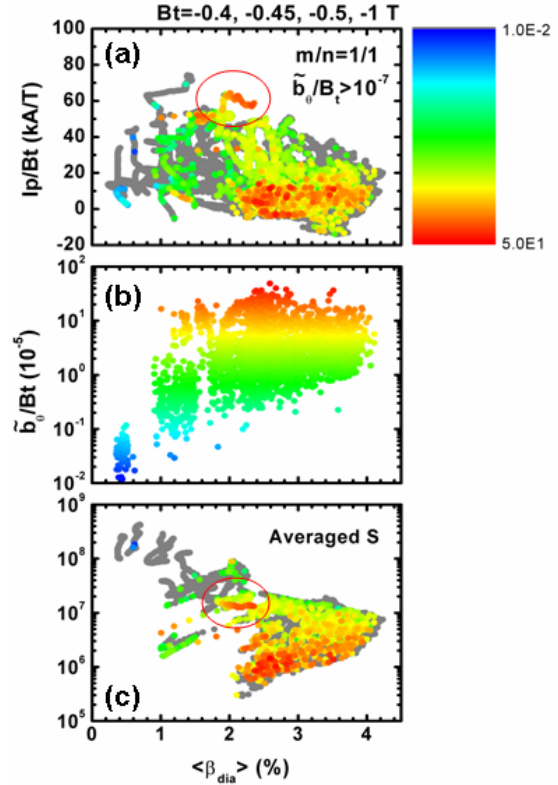 Bt=-0.4, -0.45, -0.5, -1 T
(a)
m/n=1/1
b̃θ/Bt>10⁻⁷
1.0E-2
5.0E1
Ip/Bt (kA/T)
100
80
60
40
20
0
-20
(b)
b̃θ/Bt (10⁻⁵)
10²
10¹
10⁰
10⁻¹
10⁻²
(c)
Averaged S
10⁹
10⁸
10⁷
10⁶
10⁵
0 1 2 3 4
<βdia> (%)